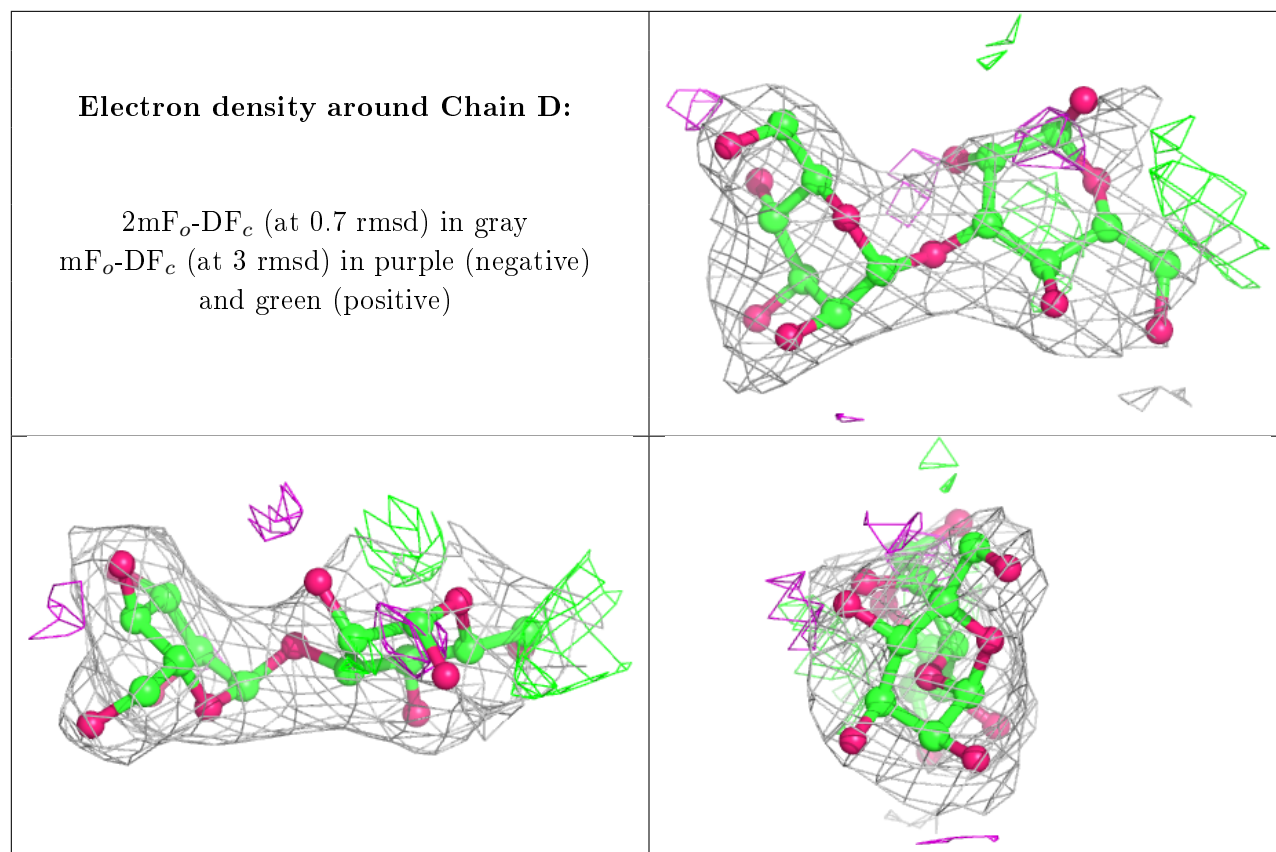 Electron density around Chain D:
2mFₒ-DF𝒸 (at 0.7 rmsd) in gray
mFₒ-DF𝒸 (at 3 rmsd) in purple (negative)
and green (positive)